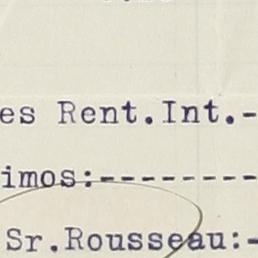 es Rent.Int.-
imos:--------
Sr.Rousseau:-